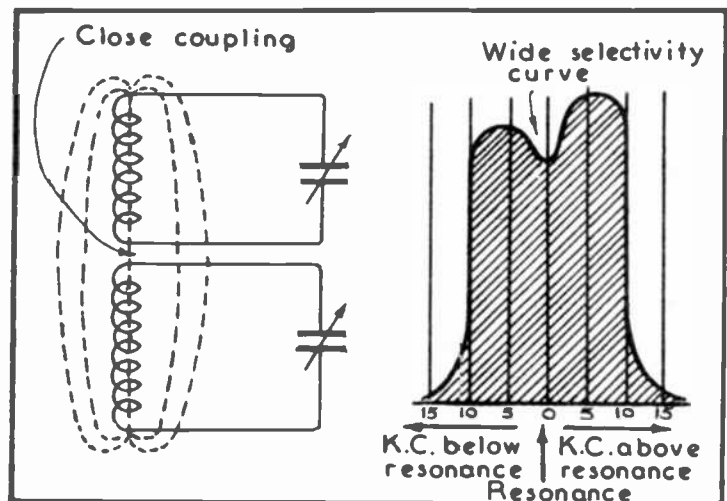 Close coupling
Wide selectivity
curve
15 10 5 0 5 10 15
K.C. below
resonance
K.C. above
resonance
Resonance